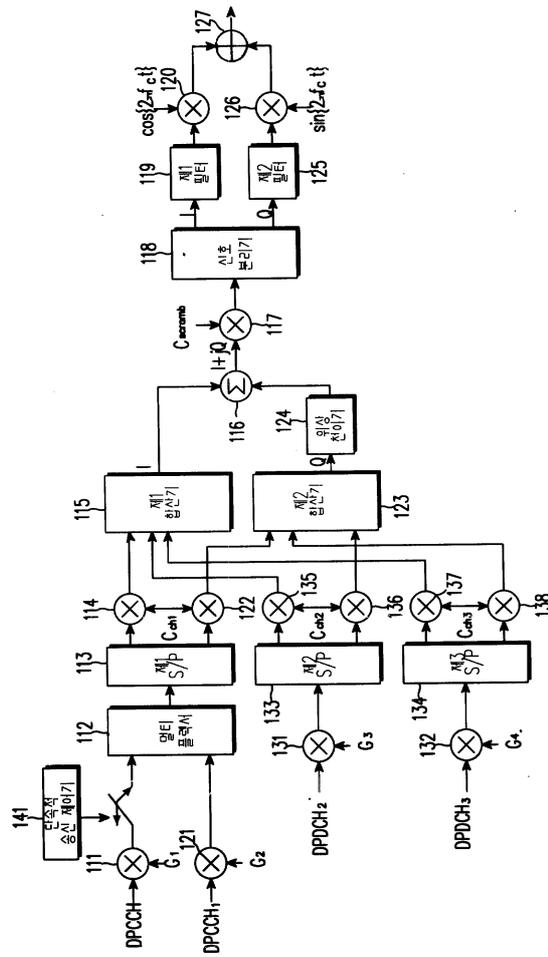 141
단속적
송신 제어기
DPCCH
111
G1
DPCCH1
121
G2
112
멀티
플렉서
113
제1
S/P
114
Cch1
122
DPDCH2
131
G3
133
제2
S/P
135
Cch2
136
DPDCH3
132
G4
134
제3
S/P
137
Cch3
138
115
제1
합산기
I
123
제2
합산기
Q
124
위상
천이기
116
Σ
I+jQ
Cscramb
117
118
신호
분리기
I
Q
119
제1
필터
125
제2
필터
cos{2πfct}
120
126
sin{2πfct}
127